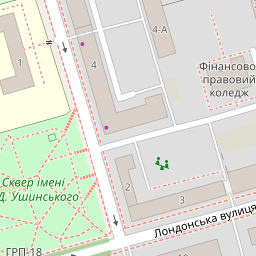 4-А
1
4
Фінансово
правовий
коледж
Сквер імені
Д. Ушинського
2
3
Лондонська вулиця
ГРП-18